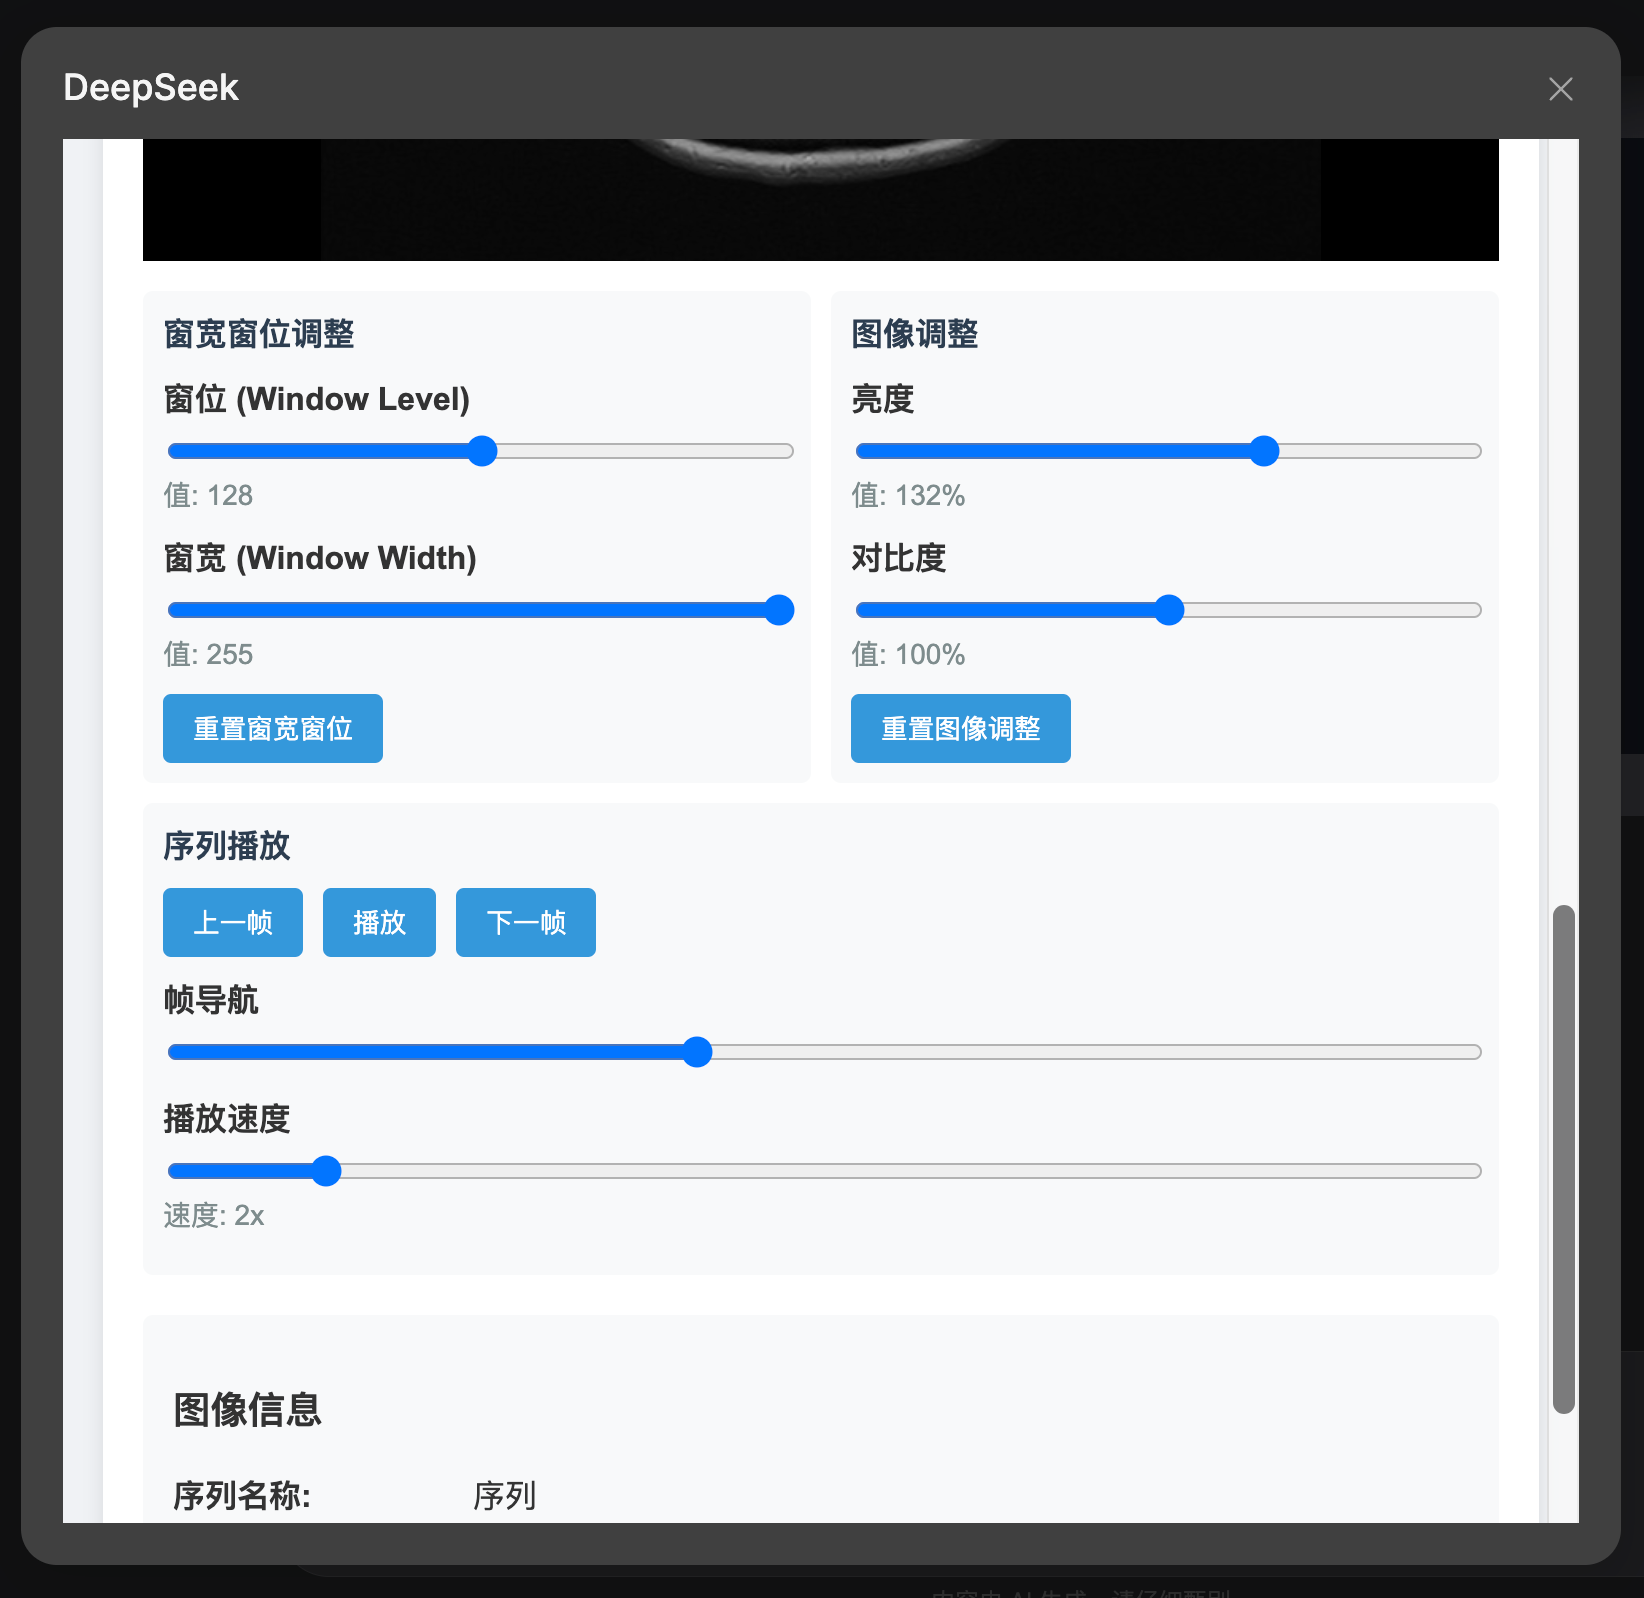 DeepSeek
窗宽窗位调整
窗位 (Window Level)
值: 128
窗宽 (Window Width)
值: 255
重置窗宽窗位
图像调整
亮度
值: 132%
对比度
值: 100%
重置图像调整
序列播放
上一帧 播放 下一帧
帧导航
播放速度
速度: 2x
图像信息
序列名称: 序列